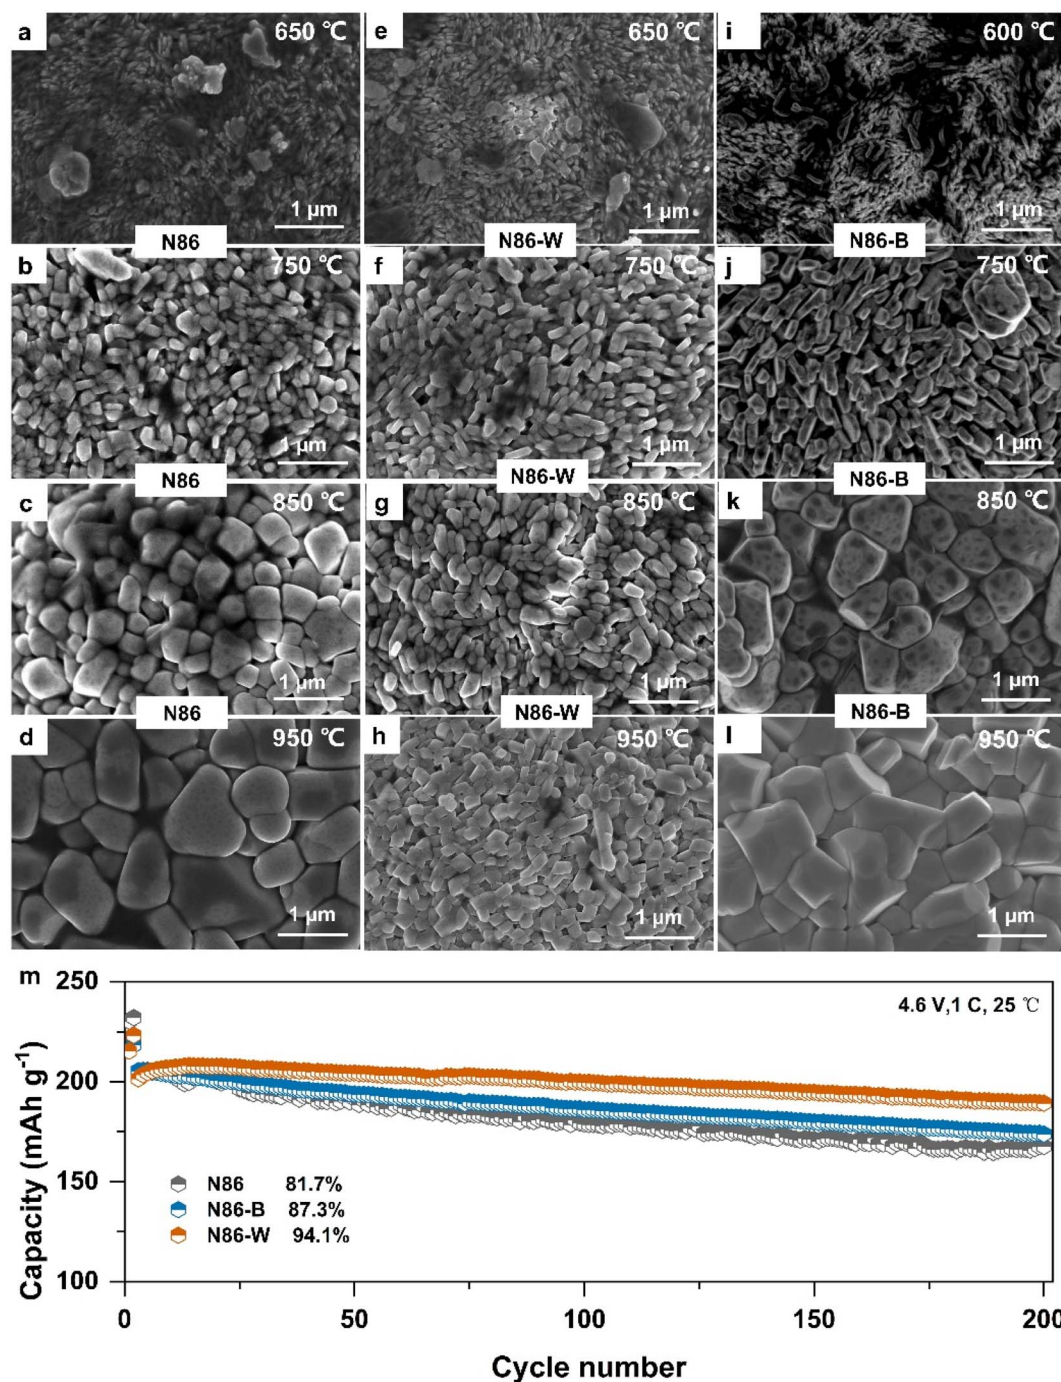 a 650 ℃ e 650 ℃ i 600 ℃
1 μm 1 μm 1 μm
N86 N86-W N86-B
b 750 ℃ f 750 ℃ j 750 ℃
1 μm 1 μm 1 μm
N86 N86-W N86-B
c 850 ℃ g 850 ℃ k 850 ℃
1 μm 1 μm 1 μm
N86 N86-W N86-B
d 950 ℃ h 950 ℃ l 950 ℃
1 μm 1 μm 1 μm
m
250
4.6 V,1 C, 25 ℃
200
150
100
Capacity (mAh g⁻¹)
N86 81.7%
N86-B 87.3%
N86-W 94.1%
0 50 100 150 200
Cycle number